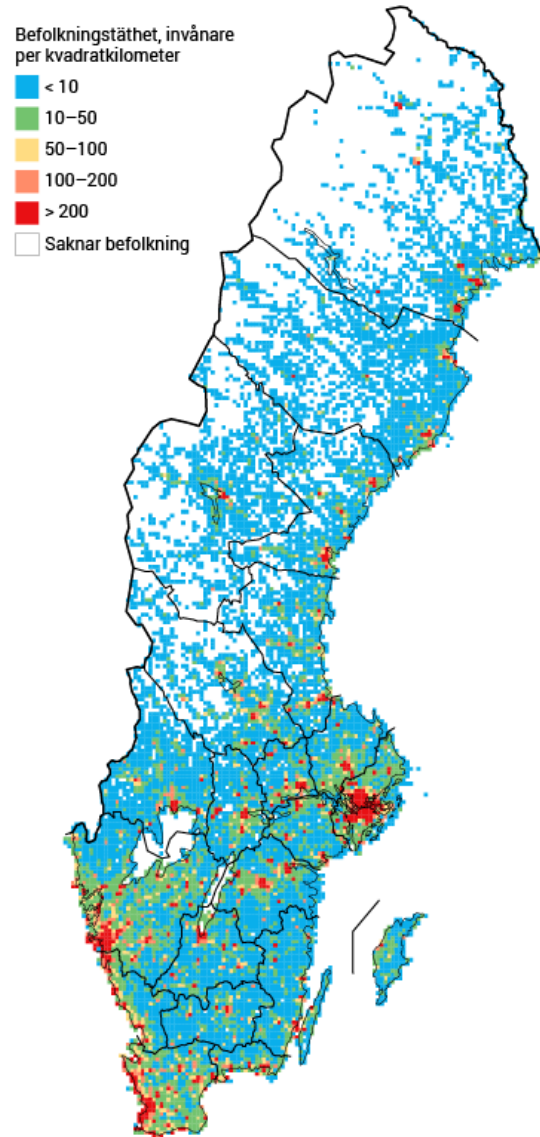 Befolkningstäthet, invånare
per kvadratkilometer
< 10
10–50
50–100
100–200
> 200
Saknar befolkning